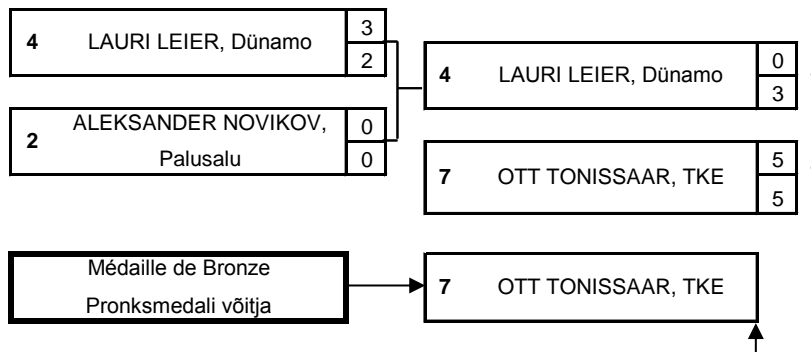 4 LAURI LEIER, Dünamo 3
2
2 ALEKSANDER NOVIKOV, 0
Palusalu 0
4 LAURI LEIER, Dünamo 0
3
7 OTT TONISSAAR, TKE 5
5
Médaille de Bronze
Pronksmedali võitja
7 OTT TONISSAAR, TKE